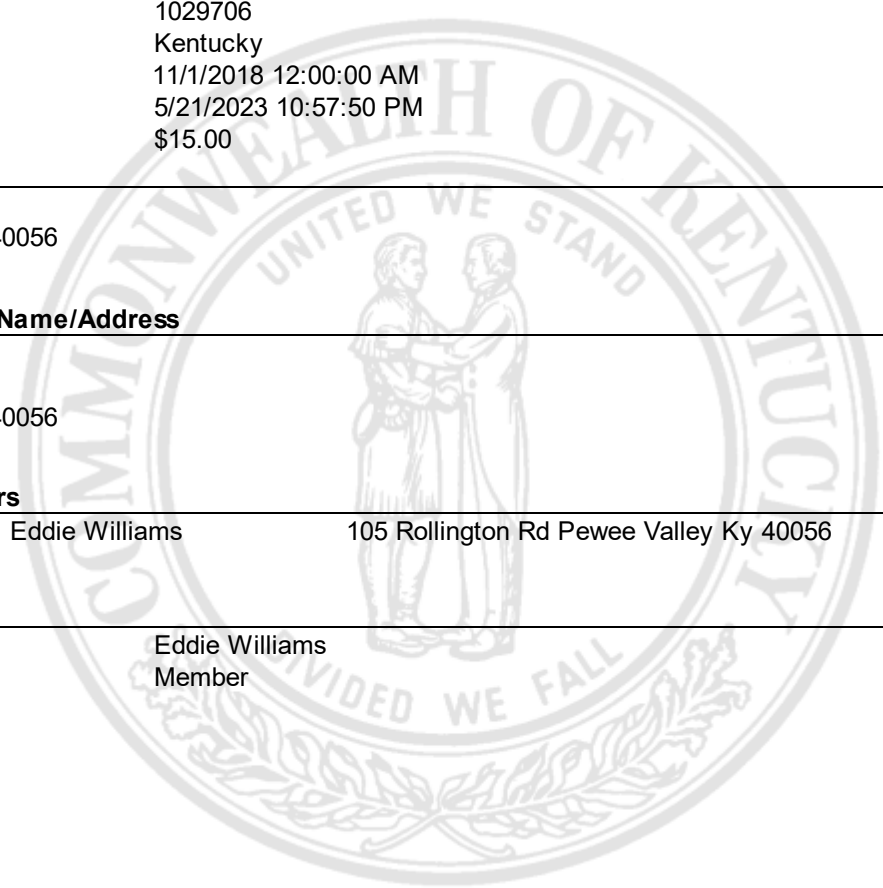 1029706
Kentucky
11/1/2018 12:00:00 AM
5/21/2023 10:57:50 PM
$15.00
COMMONWEALTH OF KENTUCKY
UNITED WE STAND
40056
Name/Address
40056
rs
Eddie Williams 105 Rollington Rd Pewee Valley Ky 40056
Eddie Williams
Member
DIVIDED WE FALL